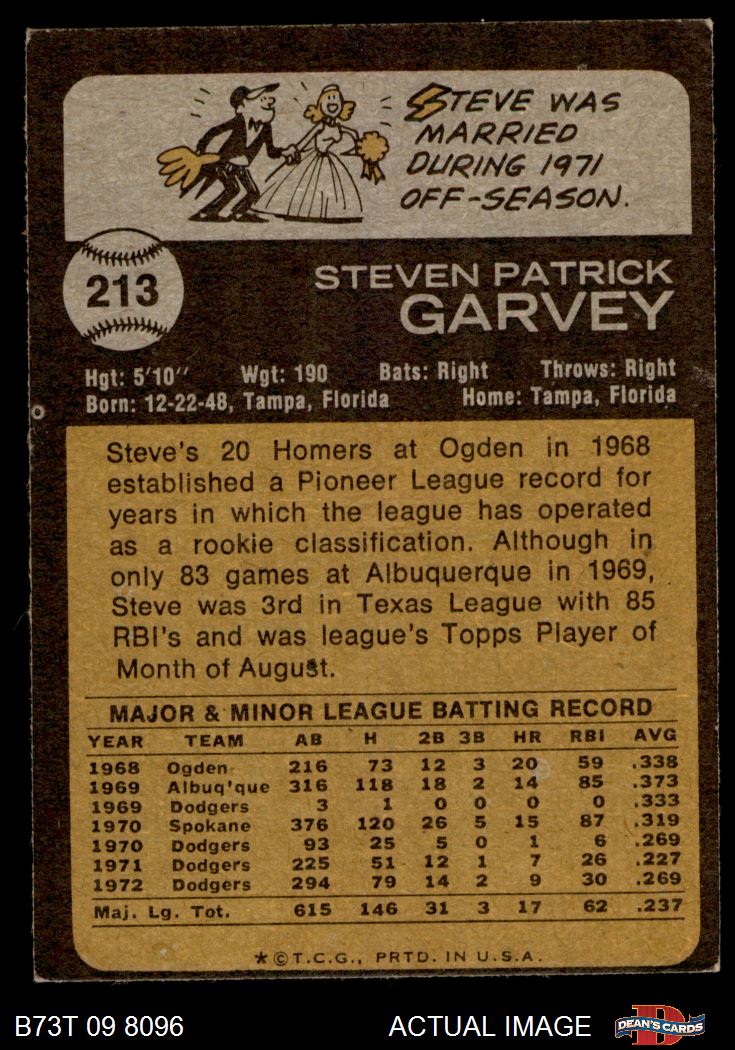 STEVE WAS
MARRIED
DURING 1971
OFF-SEASON.
213
STEVEN PATRICK
GARVEY
Hgt: 5'10" Wgt: 190 Bats: Right Throws: Right
Born: 12-22-48, Tampa, Florida Home: Tampa, Florida
Steve's 20 Homers at Ogden in 1968
established a Pioneer League record for
years in which the league has operated
as a rookie classification. Although in
only 83 games at Albuquerque in 1969,
Steve was 3rd in Texas League with 85
RBI's and was league's Topps Player of
Month of August.
MAJOR & MINOR LEAGUE BATTING RECORD
YEAR TEAM AB H 2B 3B HR RBI AVG
1968 Ogden 216 73 12 3 20 59 .338
1969 Albuq'que 316 118 18 2 14 85 .373
1969 Dodgers 3 1 0 0 0 0 .333
1970 Spokane 376 120 26 5 15 87 .319
1970 Dodgers 93 25 5 0 1 6 .269
1971 Dodgers 225 51 12 1 7 26 .227
1972 Dodgers 294 79 14 2 9 30 .269
Maj. Lg. Tot. 615 146 31 3 17 62 .237
*©T.C.G., PRTD. IN U.S.A.
B73T 09 8096 ACTUAL IMAGE DEAN'S CARDS